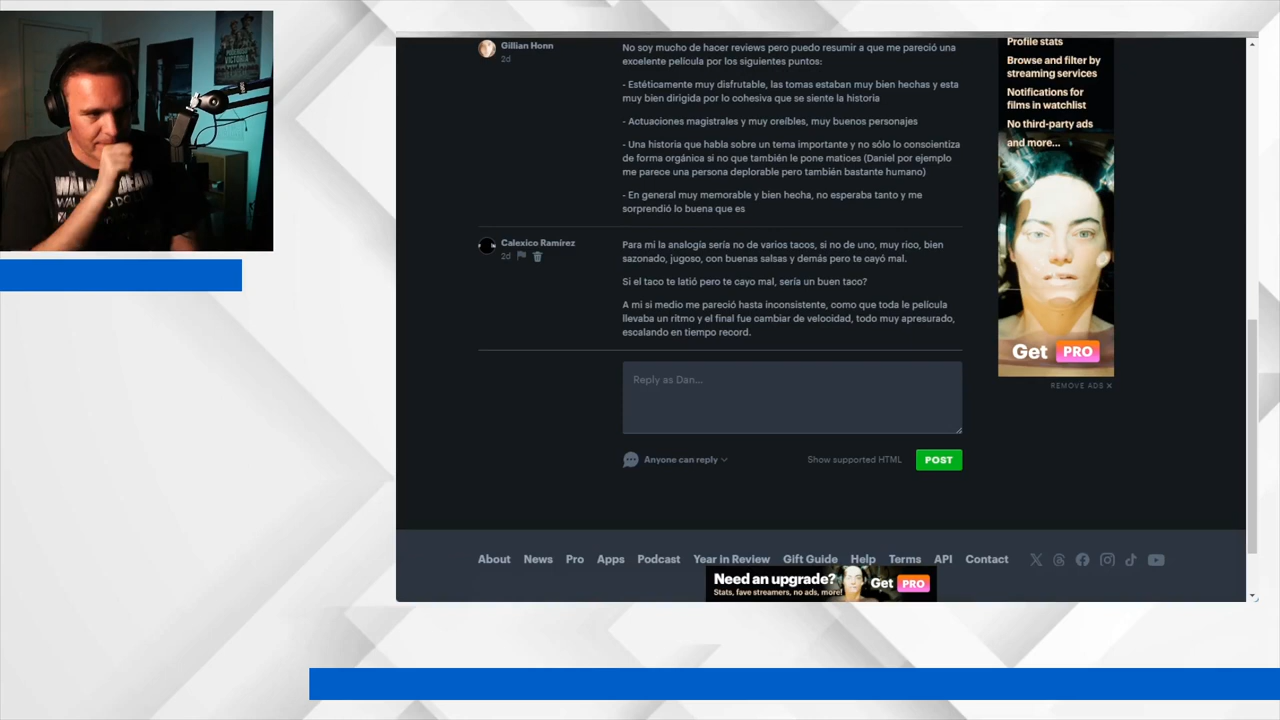 Gillian Honn
2d
No soy mucho de hacer reviews pero puedo resumir a que me pareció una
excelente película por los siguientes puntos:
- Estéticamente muy disfrutable, las tomas estaban muy bien hechas y esta
muy bien dirigida por lo cohesiva que se siente la historia
- Actuaciones magistrales y muy creíbles, muy buenos personajes
- Una historia que habla sobre un tema importante y no sólo lo conscientiza
de forma orgánica si no que también le pone matices (Daniel por ejemplo
me parece una persona deplorable pero también bastante humano)
- En general muy memorable y bien hecha, no esperaba tanto y me
sorprendió lo buena que es
Calexico Ramírez
2d
Para mi la analogía sería no de varios tacos, si no de uno, muy rico, bien
sazonado, jugoso, con buenas salsas y demás pero te cayó mal.
Si el taco te latió pero te cayo mal, sería un buen taco?
A mi si medio me pareció hasta inconsistente, como que toda le película
llevaba un ritmo y el final fue cambiar de velocidad, todo muy apresurado,
escalando en tiempo record.
Reply as Dan...
Anyone can reply
Show supported HTML
POST
Profile stats
Browse and filter by
streaming services
Notifications for
films in watchlist
No third-party ads
and more...
Get PRO
REMOVE ADS X
About News Pro Apps Podcast Year in Review Gift Guide Help Terms API Contact
Need an upgrade?
Stats, fave streamers, no ads, more!
Get PRO